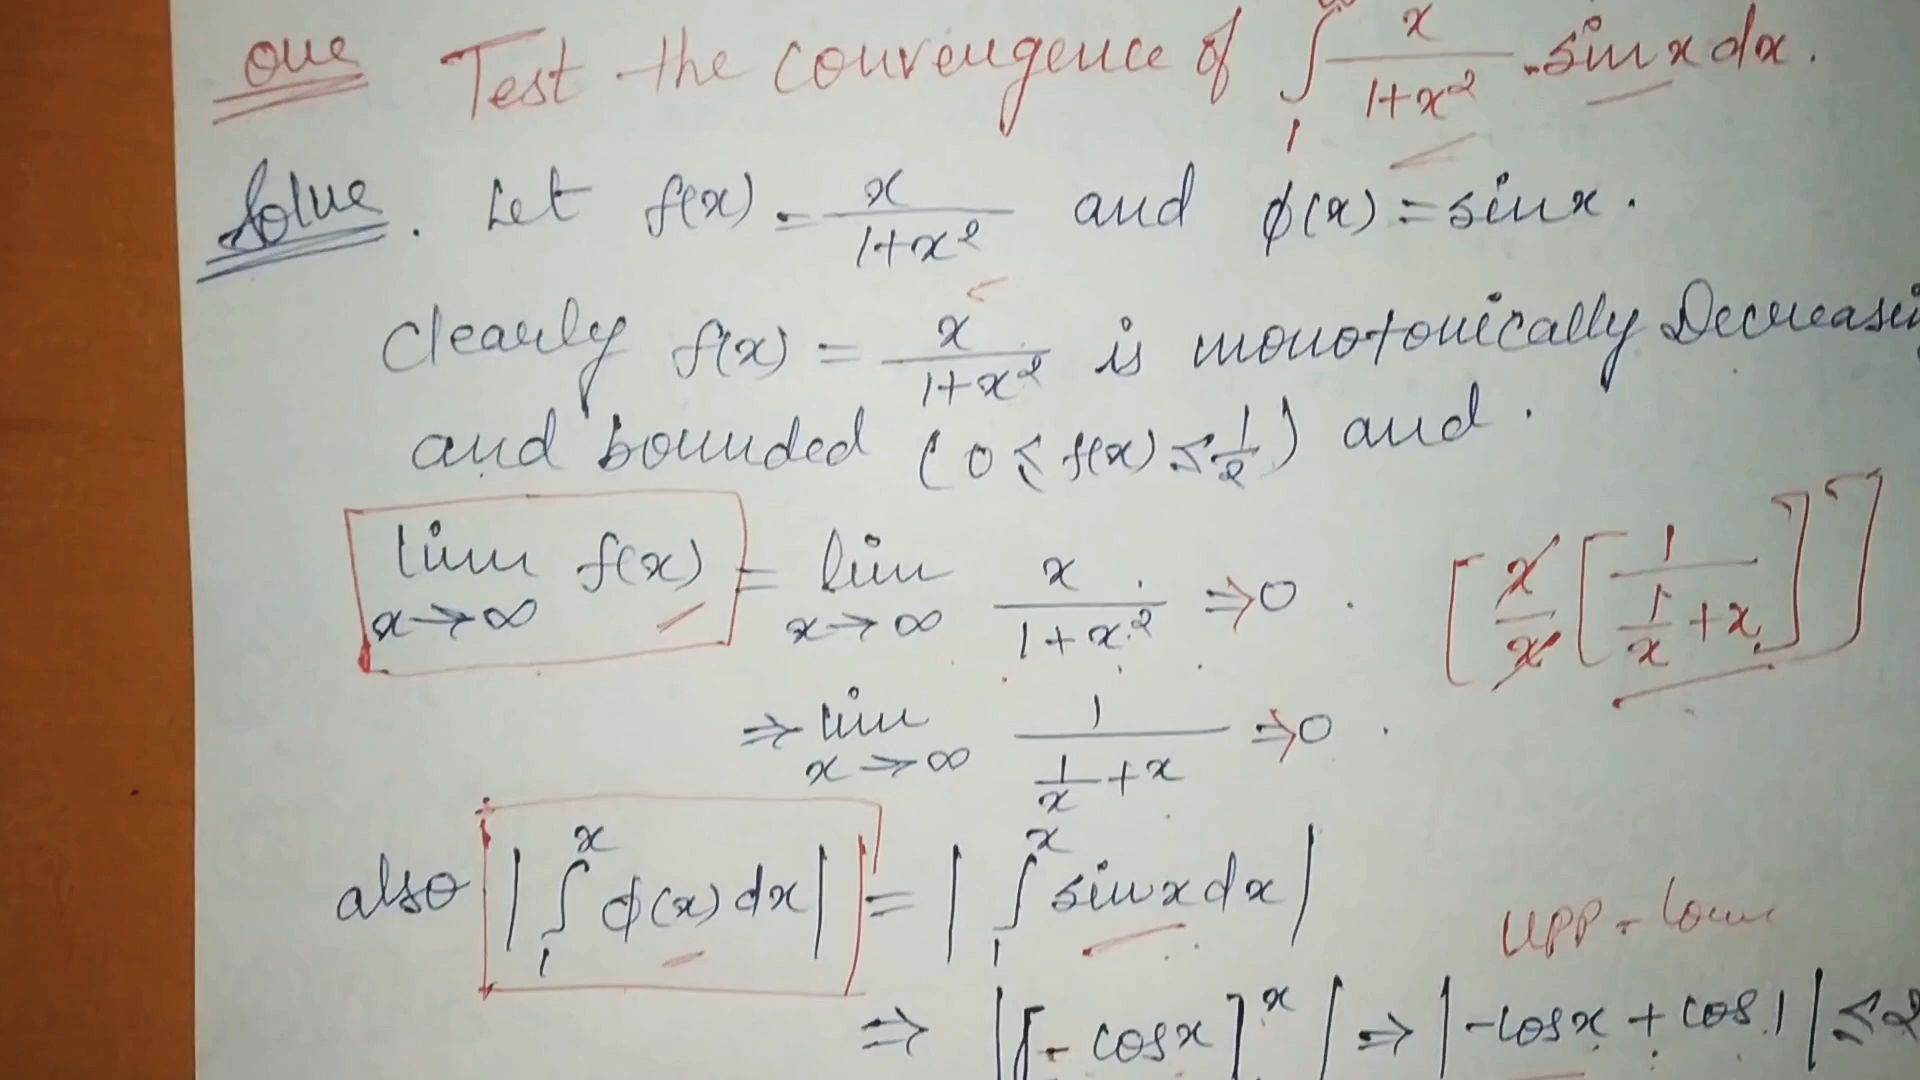 Que Test the convergence of ∫₁^∞ x/(1+x²) · sin x dx.
Solue. Let f(x) = x/(1+x²) and ϕ(x) = sin x.
Clearly f(x) = x/(1+x²) is monotonically Decreasi
and bounded (0 ≤ f(x) ≤ 1/2) and.
lim x→∞ f(x) = lim x→∞ x/(1+x²) ⇒ 0. [x/x [1/(1/x + x)]]
⇒ lim x→∞ 1/(1/x + x) ⇒ 0.
also |∫₁^x ϕ(x) dx| = |∫₁^x sin x dx|
UPP - low
⇒ |[- cos x]^x| ⇒ |-cos x + cos 1| ≤ 2